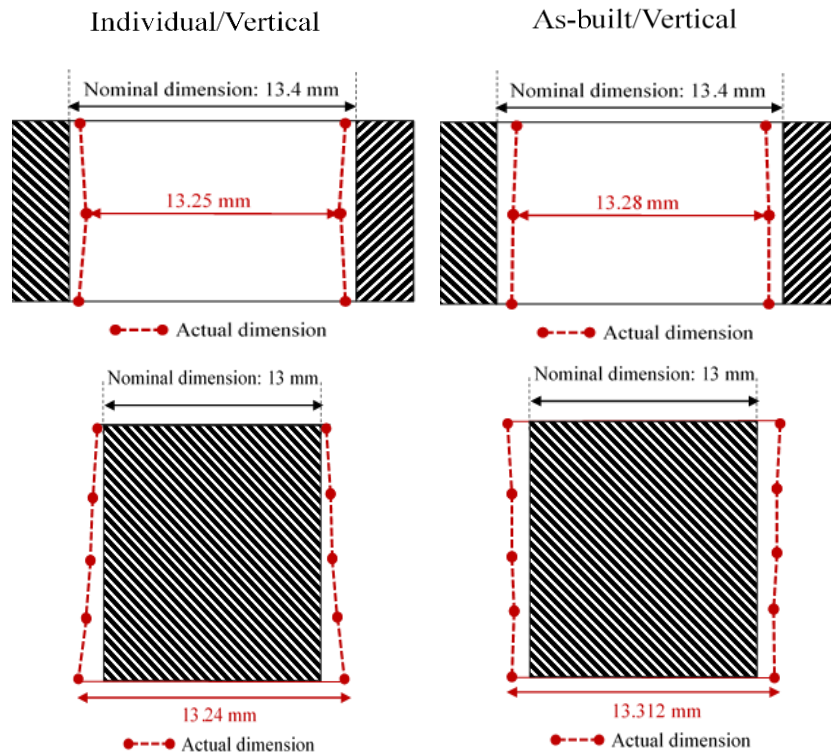 Individual/Vertical
As-built/Vertical
Nominal dimension: 13.4 mm
Nominal dimension: 13.4 mm
13.25 mm
13.28 mm
Actual dimension
Actual dimension
Nominal dimension: 13 mm
Nominal dimension: 13 mm
13.24 mm
13.312 mm
Actual dimension
Actual dimension